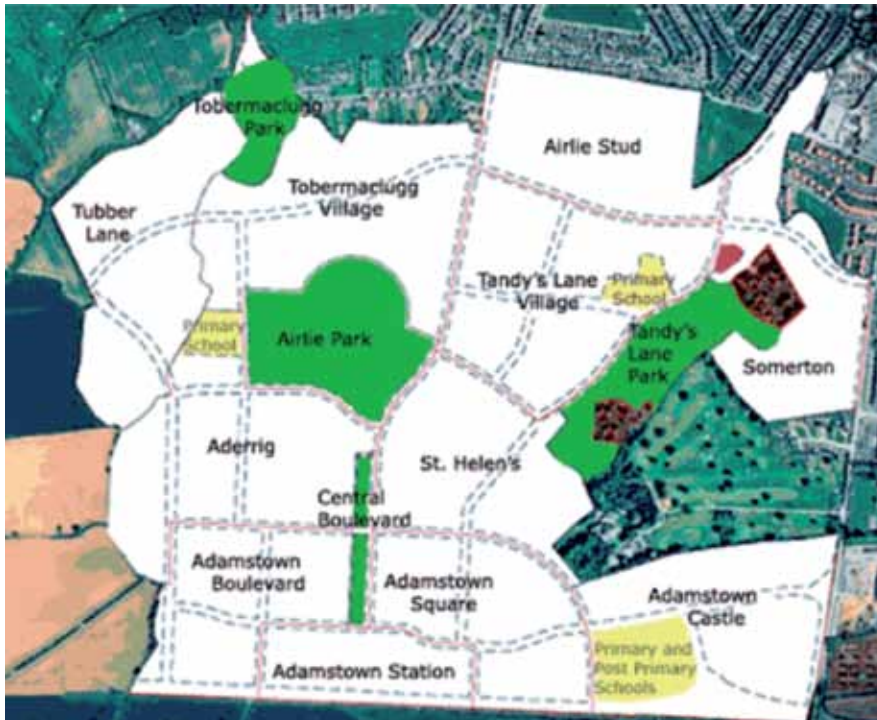 Tobermaclugg
Park
Airlie Stud
Tobermaclugg
Village
Tubber
Lane
Tandy's Lane
Village
Primary
School
Primary
School
Airlie Park
Tandy's
Lane
Park
Somerton
Aderrig
St. Helen's
Central
Boulevard
Adamstown
Boulevard
Adamstown
Square
Adamstown
Castle
Primary and
Post Primary
Schools
Adamstown Station